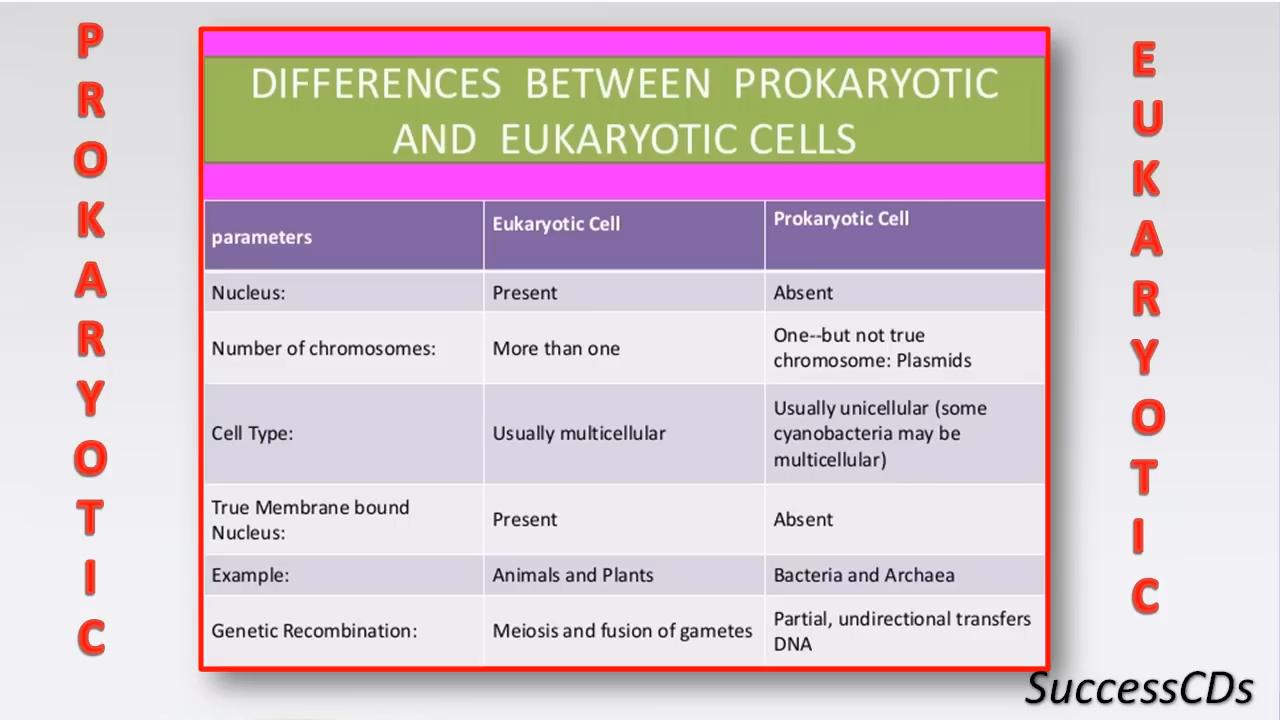 PROKARYOTIC
DIFFERENCES BETWEEN PROKARYOTIC
AND EUKARYOTIC CELLS
parameters
Eukaryotic Cell
Prokaryotic Cell
Nucleus:
Present
Absent
Number of chromosomes:
More than one
One--but not true
chromosome: Plasmids
Cell Type:
Usually multicellular
Usually unicellular (some
cyanobacteria may be
multicellular)
True Membrane bound
Nucleus:
Present
Absent
Example:
Animals and Plants
Bacteria and Archaea
Genetic Recombination:
Meiosis and fusion of gametes
Partial, undirectional transfers
DNA
EUKARYOTIC
SuccessCDs